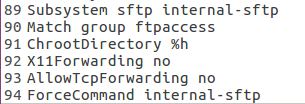 89 Subsystem sftp internal-sftp
90 Match group ftpaccess
91 ChrootDirectory %h
92 X11Forwarding no
93 AllowTcpForwarding no
94 ForceCommand internal-sftp